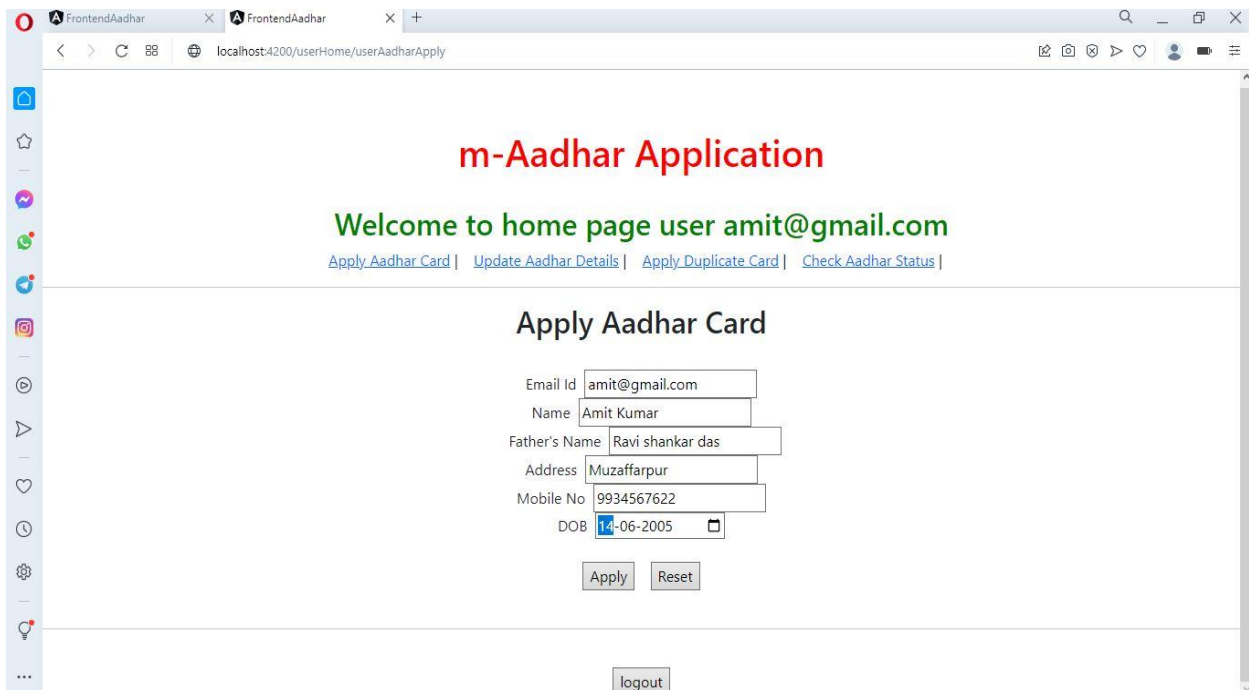 FrontendAadhar
FrontendAadhar
localhost:4200/userHome/userAadharApply
m-Aadhar Application
Welcome to home page user amit@gmail.com
Apply Aadhar Card | Update Aadhar Details | Apply Duplicate Card | Check Aadhar Status |
Apply Aadhar Card
Email Id amit@gmail.com
Name Amit Kumar
Father's Name Ravi shankar das
Address Muzaffarpur
Mobile No 9934567622
DOB 14-06-2005
Apply Reset
logout